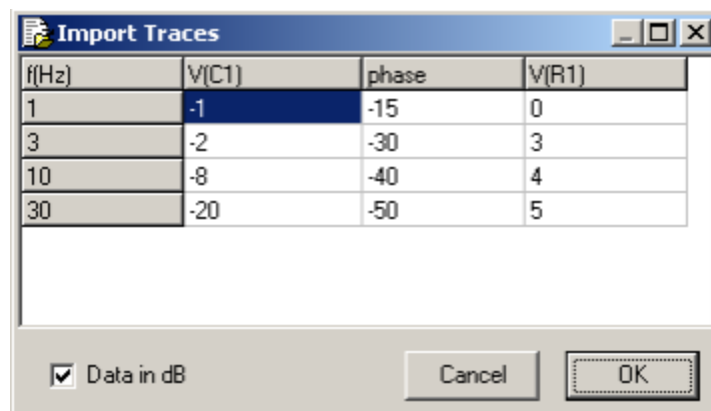 Import Traces
f(Hz) V(C1) phase V(R1)
1 -1 -15 0
3 -2 -30 3
10 -8 -40 4
30 -20 -50 5
Data in dB Cancel OK